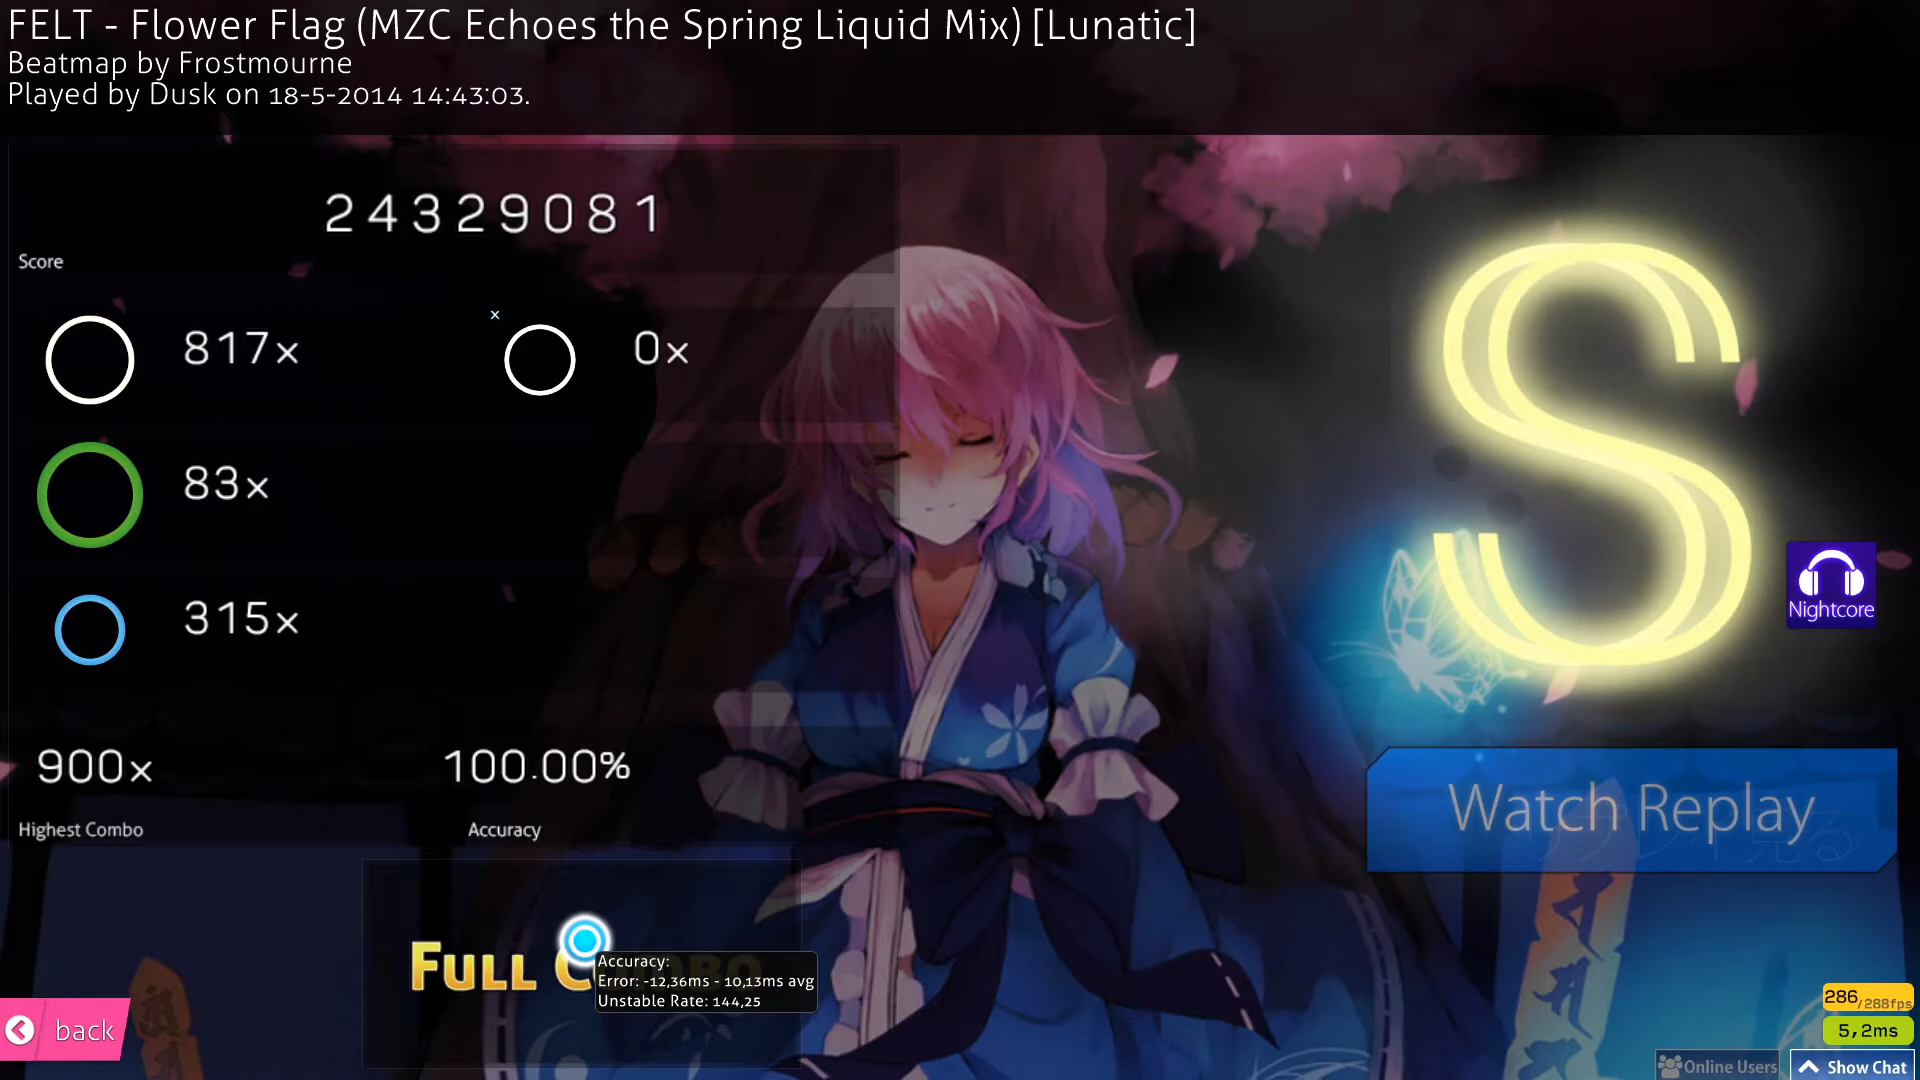 FELT - Flower Flag (MZC Echoes the Spring Liquid Mix) [Lunatic]
Beatmap by Frostmourne
Played by Dusk on 18-5-2014 14:43:03.
24329081
Score
817x
x
0x
83x
315x
900x
100.00%
Highest Combo
Accuracy
S
Nightcore
Watch Replay
FULL COMBO
Accuracy:
Error: -12,36ms - 10,13ms avg
Unstable Rate: 144,25
back
286/288fps
5,2ms
Online Users
Show Chat